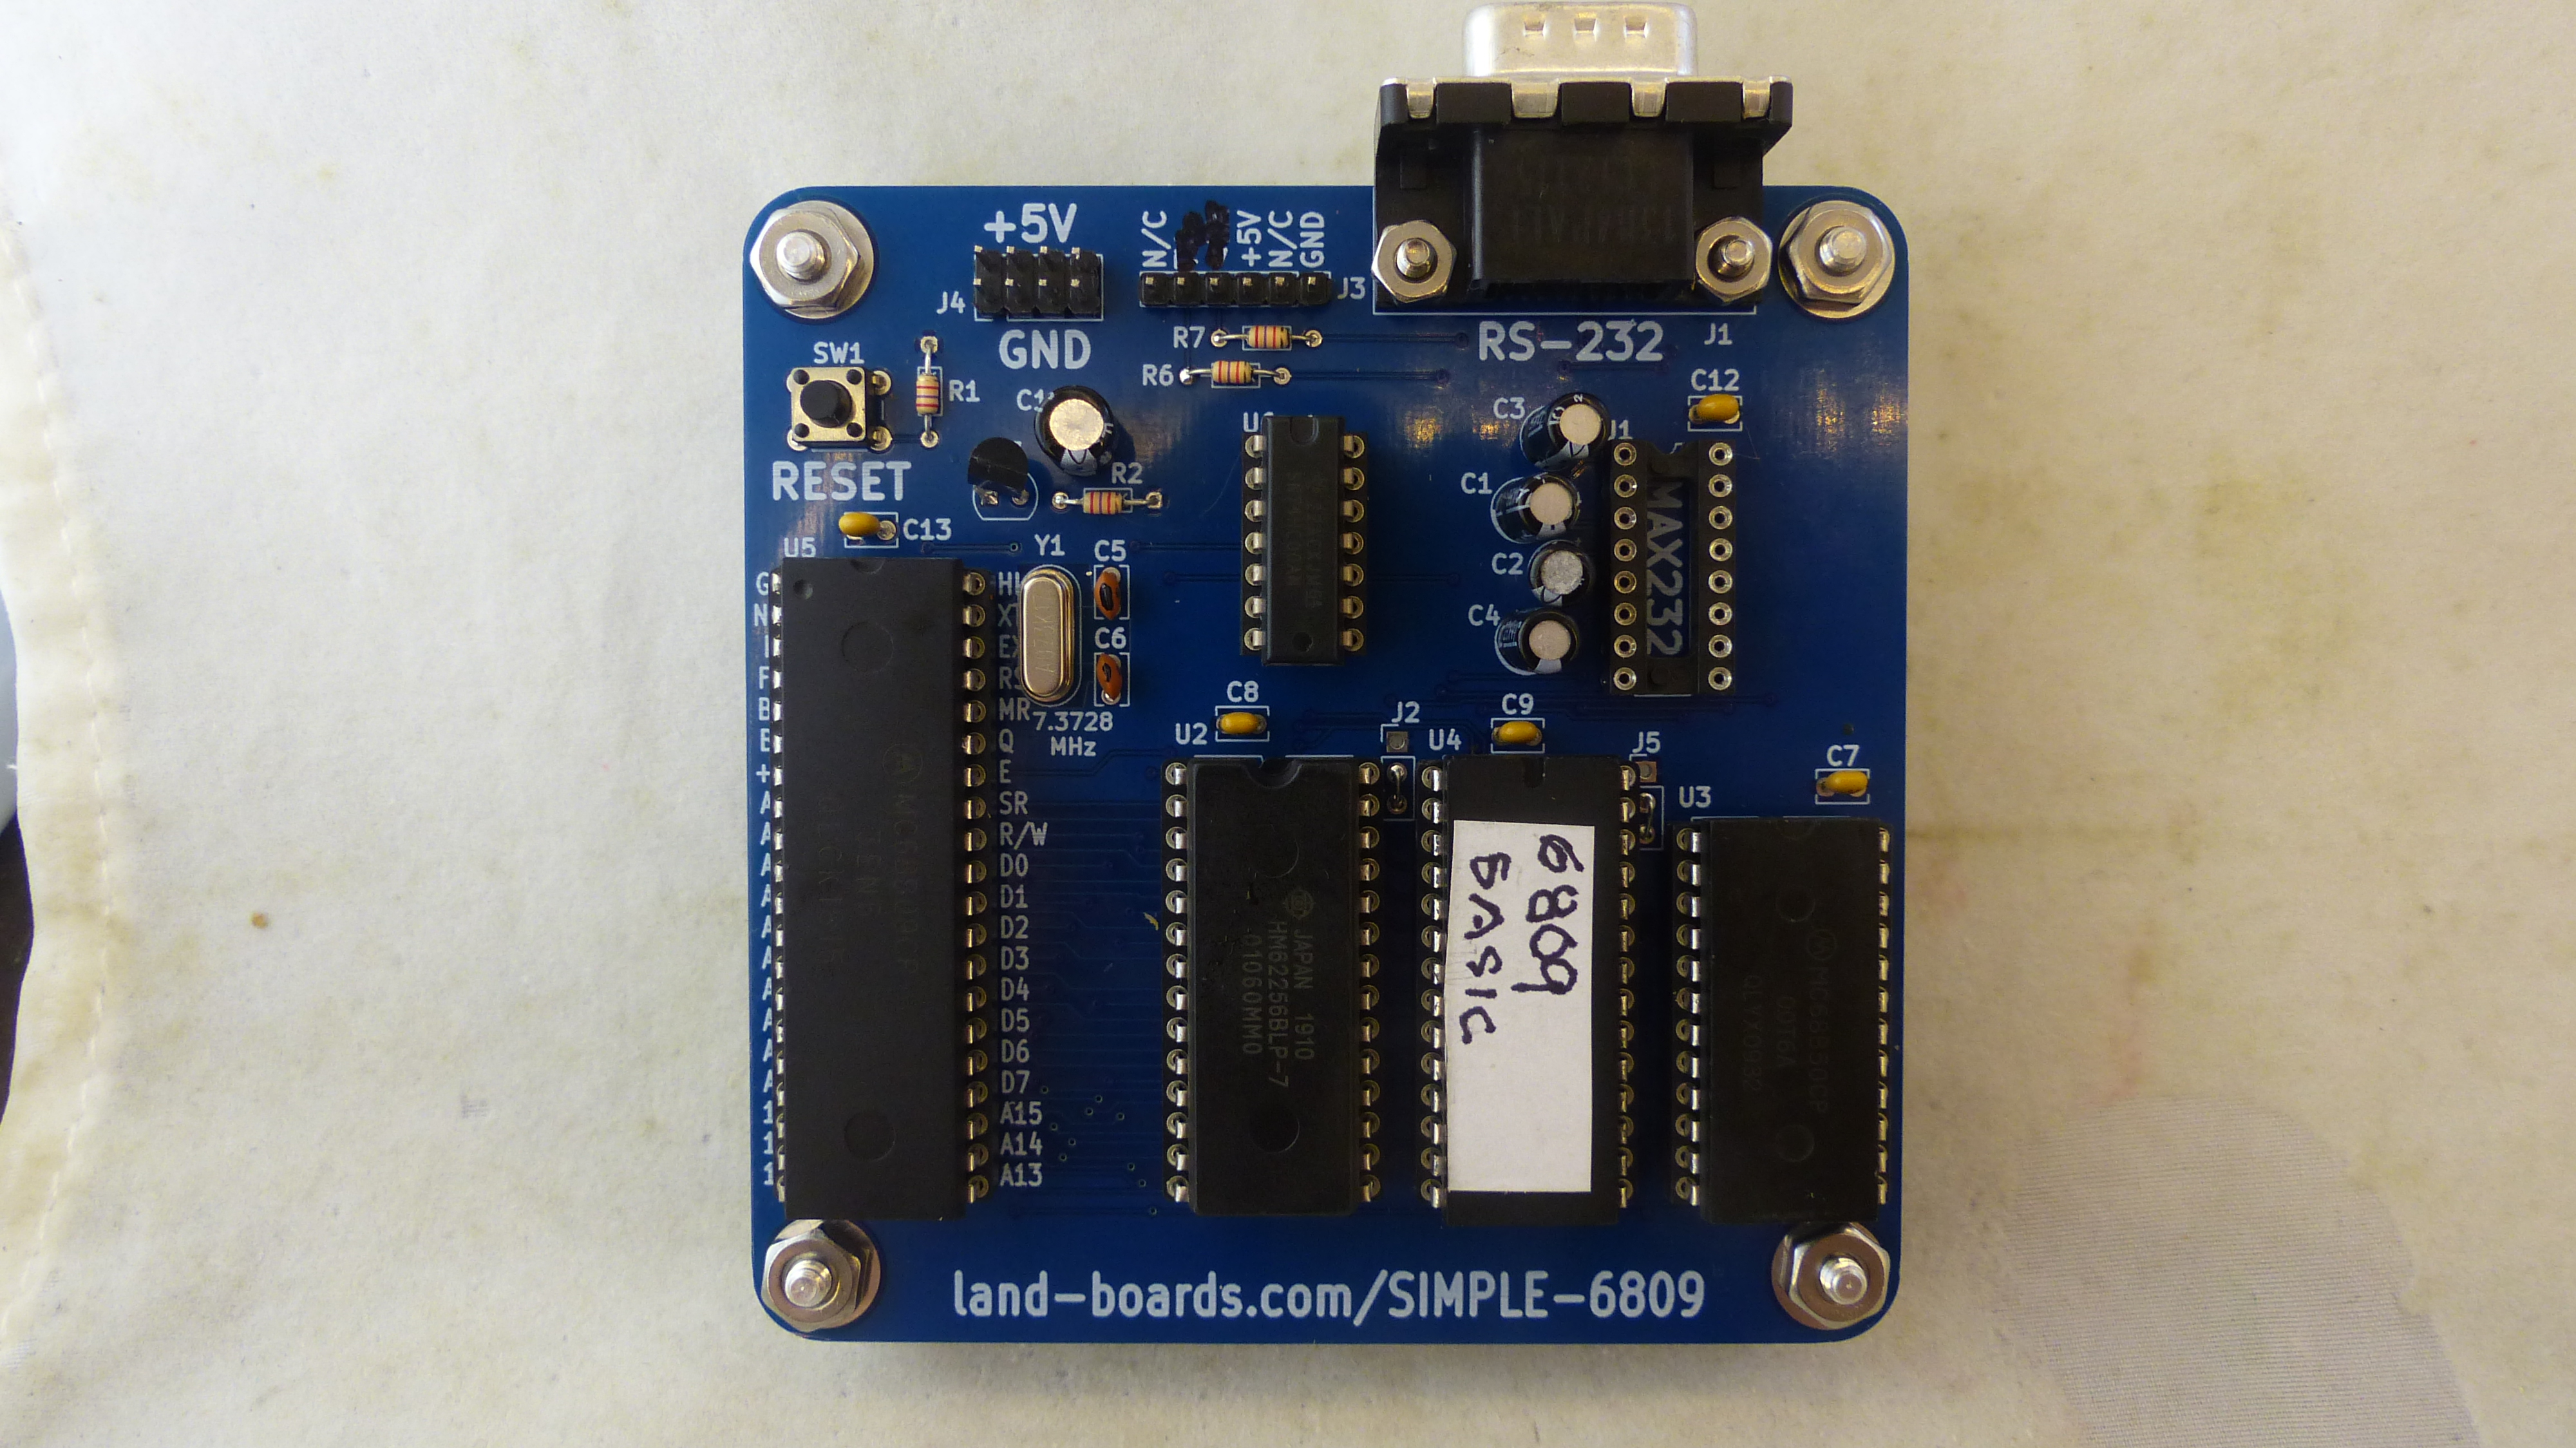 +5V
N/C
+5V
N/C
GND
J4
J3
GND
R7
RS-232
J1
SW1
R1
R6
C12
C3
J1
RESET
R2
C1
C13
U5
Y1
C5
MAX232
C2
C6
C4
7.3728
MHz
C8
J2
C9
U2
U4
J5
C7
U3
MR
Q
E
SR
R/W
D0
D1
D2
D3
D4
D5
D6
D7
A15
A14
A13
JAPAN 1910
HM62256BLP-7
01060MM0
6809
BASIC
land-boards.com/SIMPLE-6809